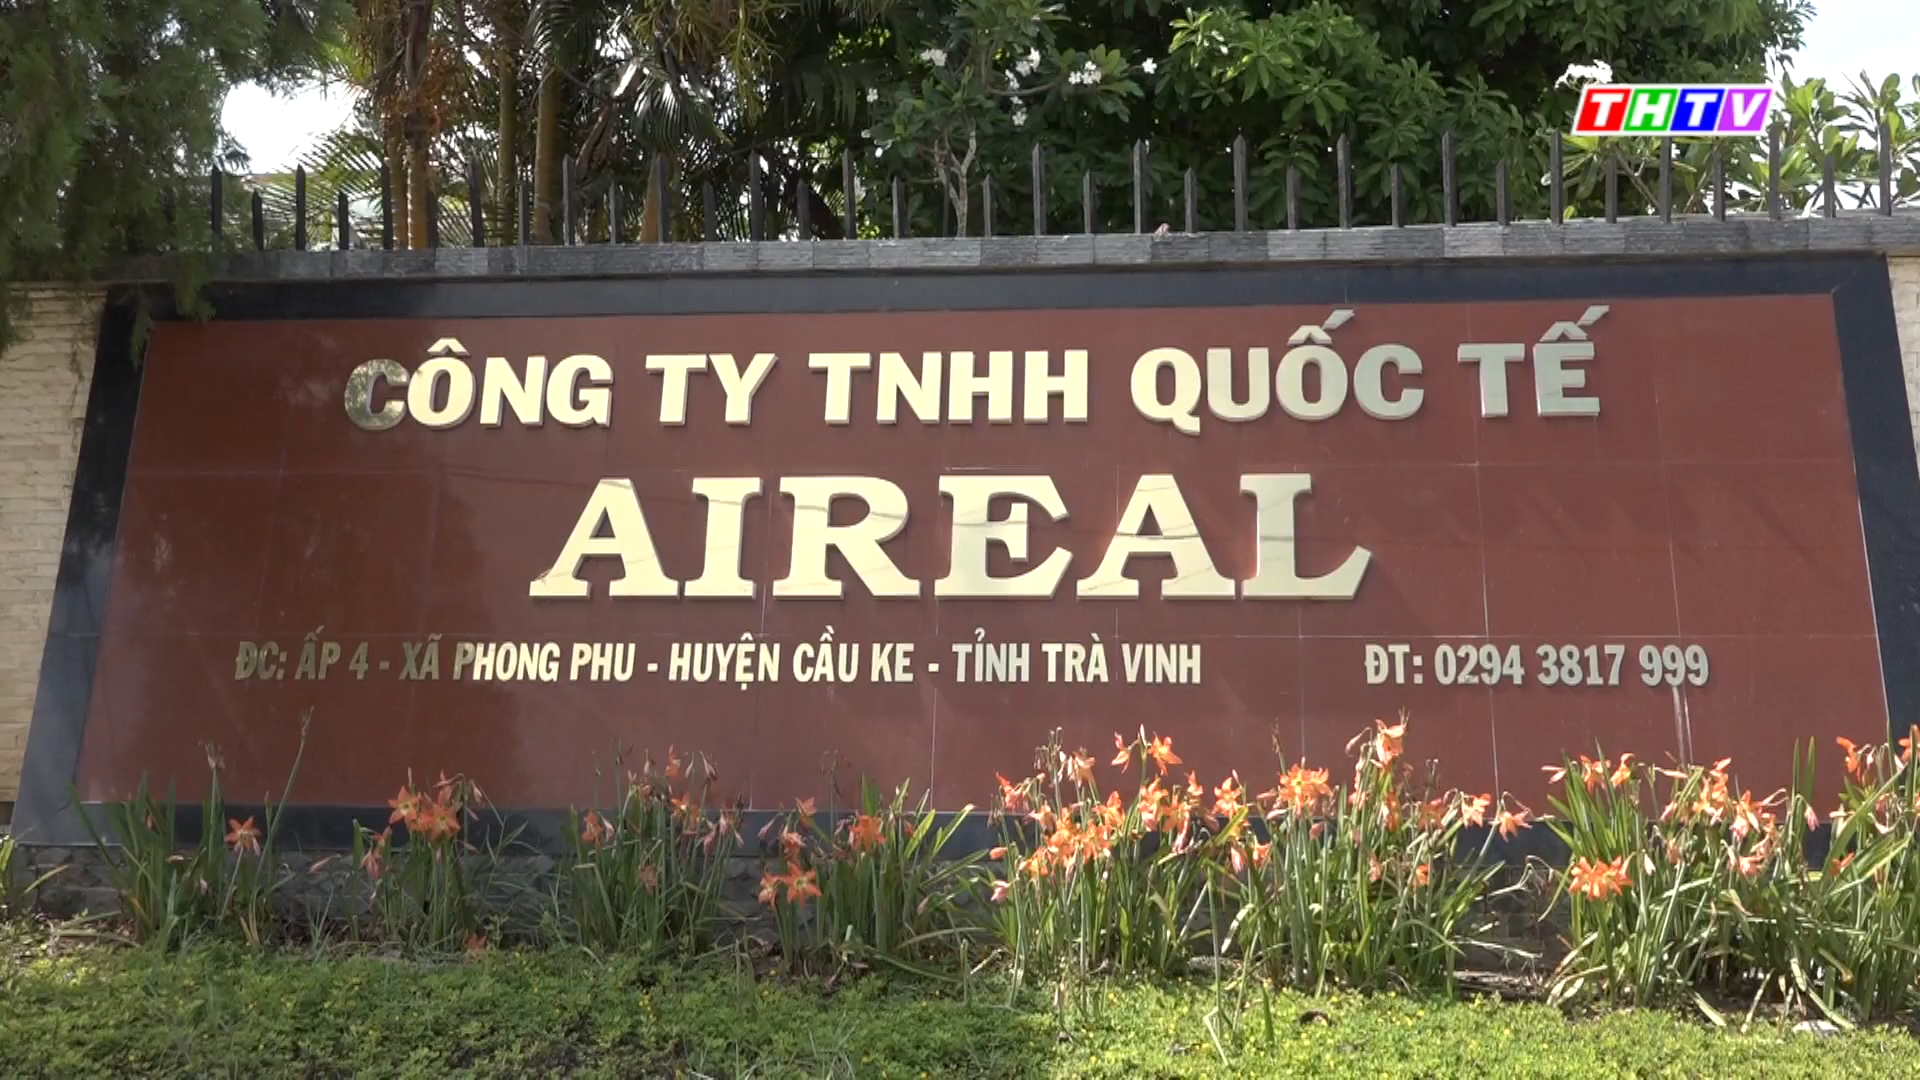 THTV
CÔNG TY TNHH QUỐC TẾ
AIREAL
ĐC: ẤP 4 - XÃ PHONG PHU - HUYỆN CẦU KE - TỈNH TRÀ VINH ĐT: 0294 3817 999